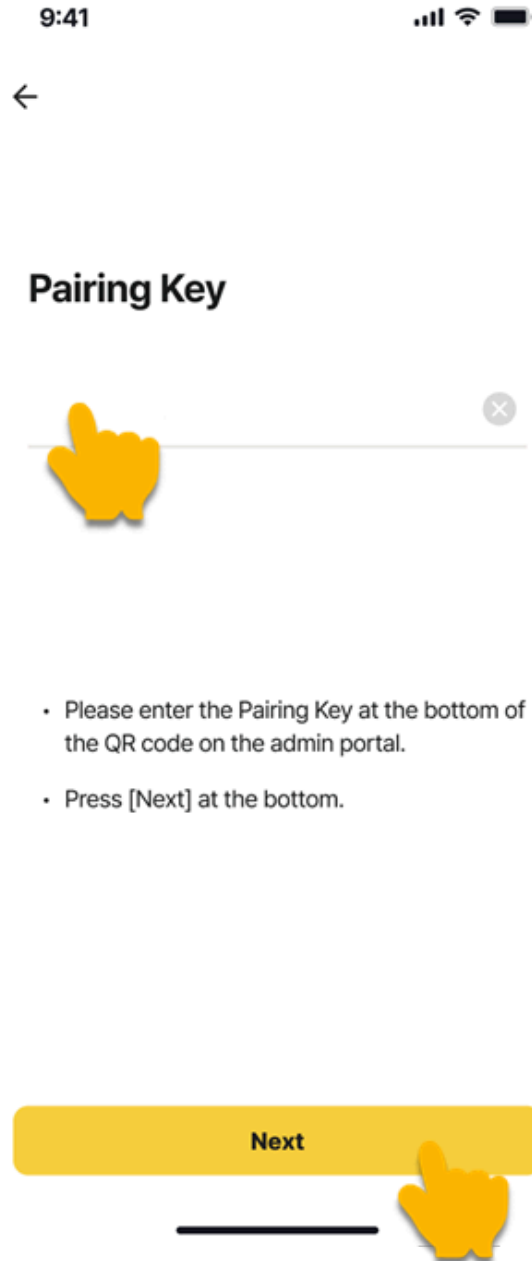 9:41
Pairing Key
• Please enter the Pairing Key at the bottom of
the QR code on the admin portal.
• Press [Next] at the bottom.
Next